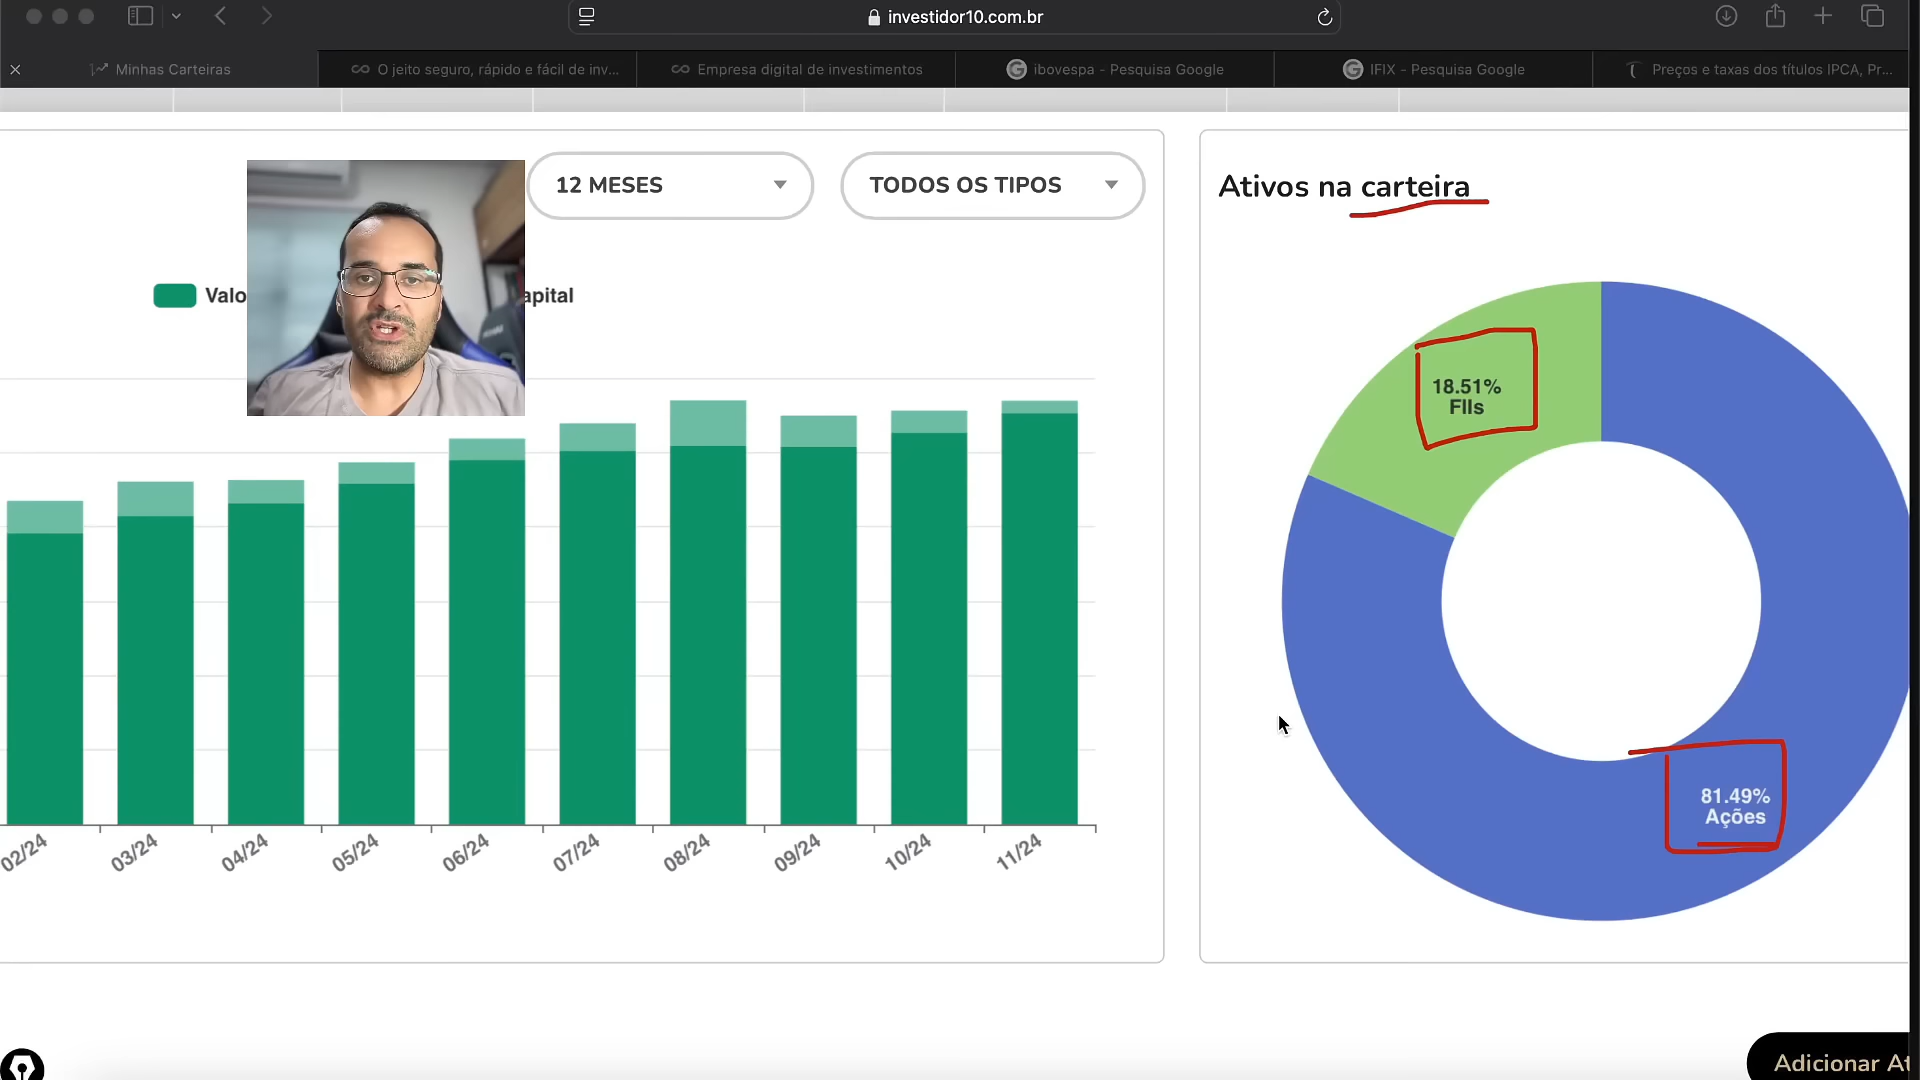 investidor10.com.br
Minhas Carteiras
O jeito seguro, rápido e fácil de inv...
Empresa digital de investimentos
ibovespa - Pesquisa Google
IFIX - Pesquisa Google
Preços e taxas dos títulos IPCA, Pr...
12 MESES
TODOS OS TIPOS
Valo
apital
02/24
03/24
04/24
05/24
06/24
07/24
08/24
09/24
10/24
11/24
Ativos na carteira
18.51%
FIIs
81.49%
Ações
Adicionar At